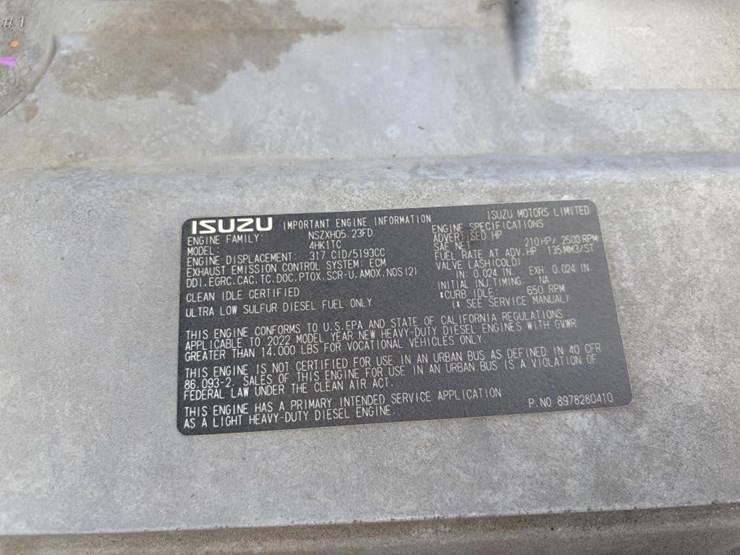 #1
ISUZU IMPORTANT ENGINE INFORMATION ISUZU MOTORS LIMITED
ENGINE FAMILY: NSZXH05.23FD
MODEL: 4HK1TC
ENGINE DISPLACEMENT: 317 CID/5193CC
EXHAUST EMISSION CONTROL SYSTEM: ECM
DDI.EGRC.CAC.TC.DOC.PTOX.SCR-U.AMOX.NOS(2)
CLEAN IDLE CERTIFIED
ULTRA LOW SULFUR DIESEL FUEL ONLY
ENGINE SPECIFICATIONS
ADVERTISED HP
SAE NET 210HP/ 2500RPM
FUEL RATE AT ADV.HP 135MM3/ST
VALVE LASH(COLD)
IN. 0.024 IN EXH. 0.024 IN
INITIAL INJ TIMING: NA
*CURB IDLE: 650 RPM
(* SEE SERVICE MANUAL)
THIS ENGINE CONFORMS TO U.S.EPA AND STATE OF CALIFORNIA REGULATIONS
APPLICABLE TO 2022 MODEL YEAR NEW HEAVY-DUTY DIESEL ENGINES WITH GVWR
GREATER THAN 14.000 LBS FOR VOCATIONAL VEHICLES ONLY.
THIS ENGINE IS NOT CERTIFIED FOR USE IN AN URBAN BUS AS DEFINED IN 40 CFR
86.093-2. SALES OF THIS ENGINE FOR USE IN AN URBAN BUS IS A VIOLATION OF
FEDERAL LAW UNDER THE CLEAN AIR ACT.
THIS ENGINE HAS A PRIMARY INTENDED SERVICE APPLICATION
AS A LIGHT HEAVY-DUTY DIESEL ENGINE.
P.NO 8978280410